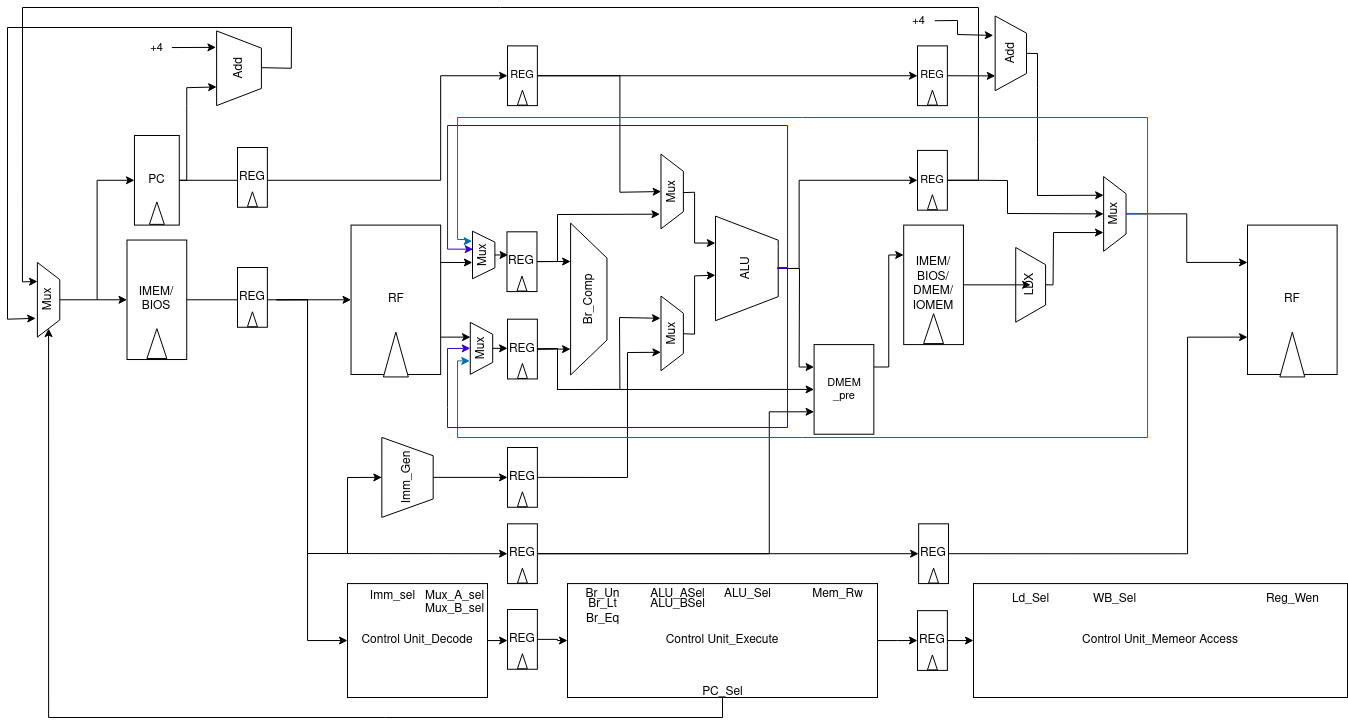 +4
+4
Add
Add
REG
REG
PC
REG
REG
Mux
Mux
Mux
IMEM/
BIOS
REG
RF
Mux
REG
Br_Comp
ALU
IMEM/
BIOS/
DMEM/
IOMEM
LDX
RF
Mux
Mux
REG
Mux
DMEM
_pre
Imm_Gen
REG
REG
REG
Imm_sel
Mux_A_sel
Mux_B_sel
Control Unit_Decode
REG
Br_Un
Br_Lt
Br_Eq
ALU_ASel
ALU_BSel
ALU_Sel
Mem_Rw
Control Unit_Execute
PC_Sel
REG
Ld_Sel
WB_Sel
Reg_Wen
Control Unit_Memeor Access